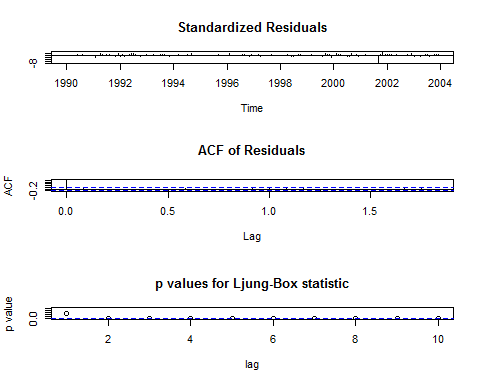 Standardized Residuals
-8
1990 1992 1994 1996 1998 2000 2002 2004
Time
ACF of Residuals
ACF
-0.2
0.0 0.5 1.0 1.5
Lag
p values for Ljung-Box statistic
p value
0.0
2 4 6 8 10
lag